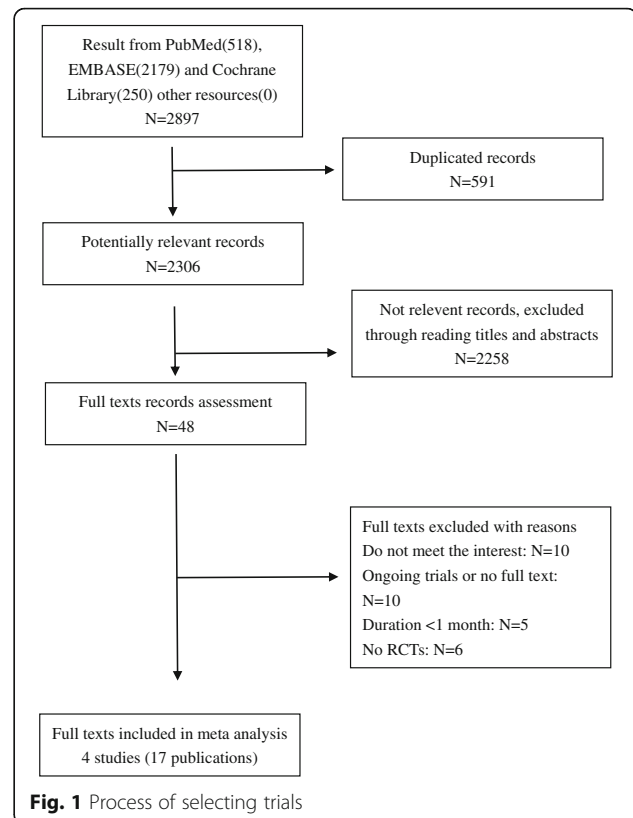 Result from PubMed(518),
EMBASE(2179) and Cochrane
Library(250) other resources(0)
N=2897
Duplicated records
N=591
Potentially relevant records
N=2306
Not relevent records, excluded
through reading titles and abstracts
N=2258
Full texts records assessment
N=48
Full texts excluded with reasons
Do not meet the interest: N=10
Ongoing trials or no full text:
N=10
Duration <1 month: N=5
No RCTs: N=6
Full texts included in meta analysis
4 studies (17 publications)
Fig. 1 Process of selecting trials